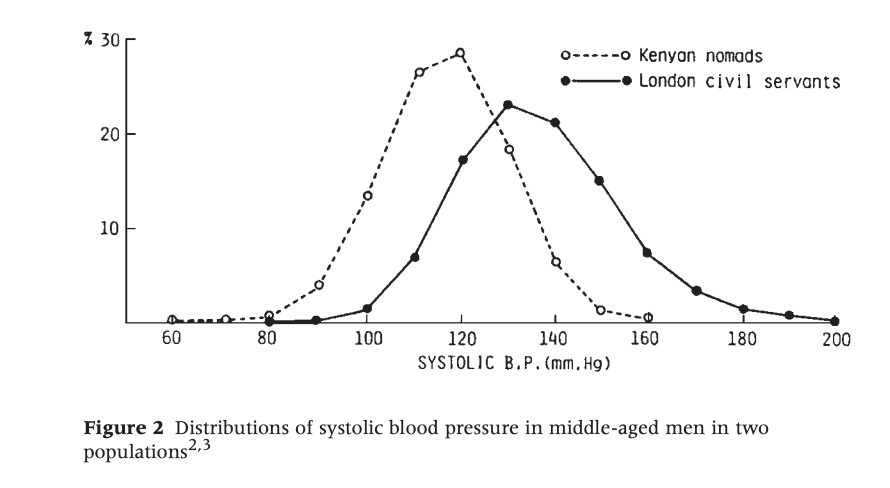 % 30
Kenyan nomads
London civil servants
20
10
60 80 100 120 140 160 180 200
SYSTOLIC B.P.(mm.Hg)
Figure 2 Distributions of systolic blood pressure in middle-aged men in two
populations2,3